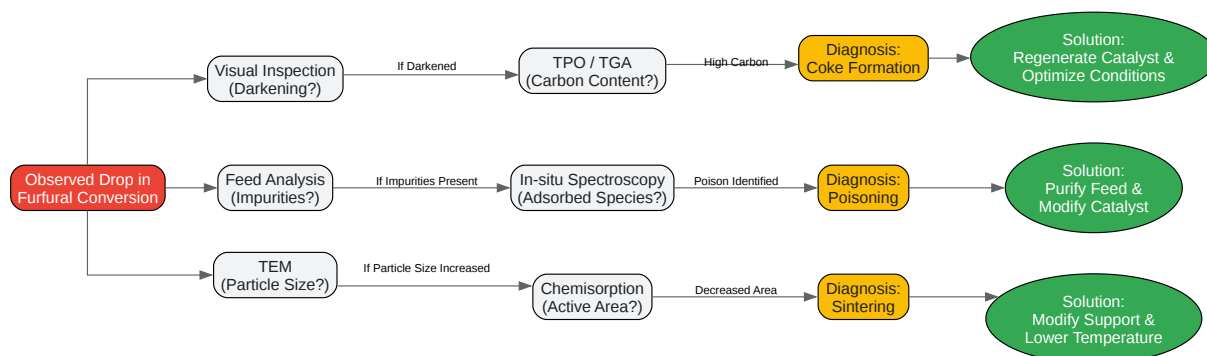 Observed Drop in
Furfural Conversion
Visual Inspection
(Darkening?)
If Darkened
TPO / TGA
(Carbon Content?)
High Carbon
Diagnosis:
Coke Formation
Solution:
Regenerate Catalyst &
Optimize Conditions
Feed Analysis
(Impurities?)
If Impurities Present
In-situ Spectroscopy
(Adsorbed Species?)
Poison Identified
Diagnosis:
Poisoning
Solution:
Purify Feed &
Modify Catalyst
TEM
(Particle Size?)
If Particle Size Increased
Chemisorption
(Active Area?)
Decreased Area
Diagnosis:
Sintering
Solution:
Modify Support &
Lower Temperature